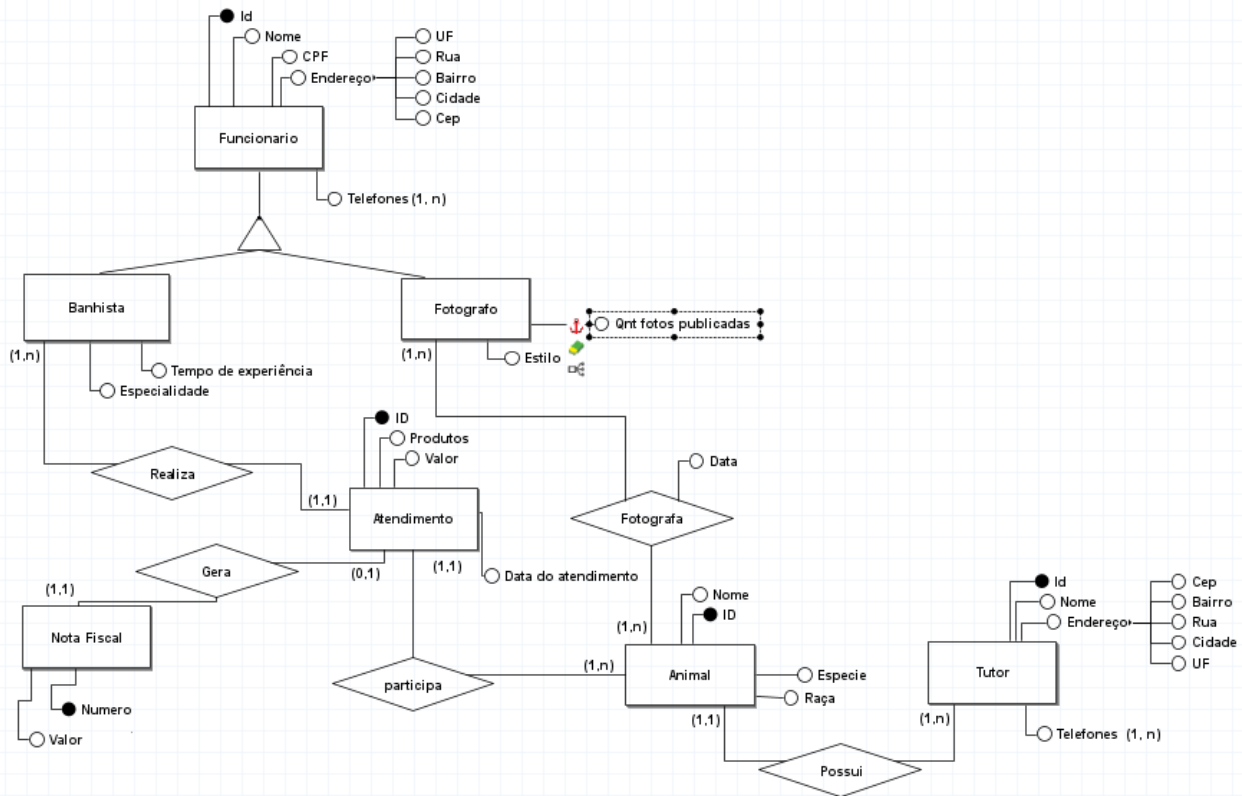 Id
Nome
CPF
Endereço
UF
Rua
Bairro
Cidade
Cep
Funcionario
Telefones (1, n)
Banhista
(1,n)
Tempo de experiência
Especialidade
Fotografo
(1,n)
Qnt fotos publicadas
Estilo
Realiza
(1,1)
ID
Produtos
Valor
Atendimento
(0,1)
(1,1)
Data do atendimento
Data
Fotografa
(1,n)
Gera
(1,1)
Nota Fiscal
Numero
Valor
participa
(1,n)
Nome
ID
Animal
Especie
Raça
(1,1)
Id
Nome
Endereço
Cep
Bairro
Rua
Cidade
UF
Tutor
(1,n)
Telefones (1, n)
Possui